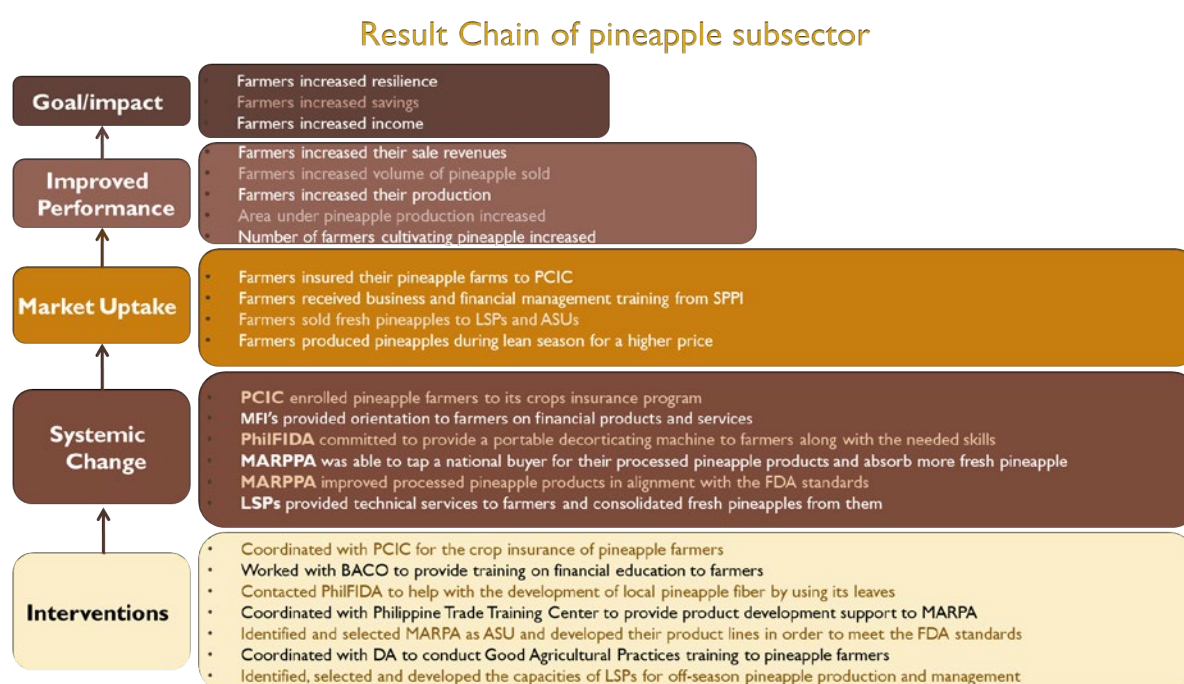 Result Chain of pineapple subsector
Goal/impact
• Farmers increased resilience
• Farmers increased savings
• Farmers increased income
Improved
Performance
• Farmers increased their sale revenues
• Farmers increased volume of pineapple sold
• Farmers increased their production
• Area under pineapple production increased
• Number of farmers cultivating pineapple increased
Market Uptake
• Farmers insured their pineapple farms to PCIC
• Farmers received business and financial management training from SPPI
• Farmers sold fresh pineapples to LSPs and ASUs
• Farmers produced pineapples during lean season for a higher price
Systemic
Change
• PCIC enrolled pineapple farmers to its crops insurance program
• MFI's provided orientation to farmers on financial products and services
• PhilFIDA committed to provide a portable decorticating machine to farmers along with the needed skills
• MARPPA was able to tap a national buyer for their processed pineapple products and absorb more fresh pineapple
• MARPPA improved processed pineapple products in alignment with the FDA standards
• LSPs provided technical services to farmers and consolidated fresh pineapples from them
Interventions
• Coordinated with PCIC for the crop insurance of pineapple farmers
• Worked with BACO to provide training on financial education to farmers
• Contacted PhilFIDA to help with the development of local pineapple fiber by using its leaves
• Coordinated with Philippine Trade Training Center to provide product development support to MARPA
• Identified and selected MARPA as ASU and developed their product lines in order to meet the FDA standards
• Coordinated with DA to conduct Good Agricultural Practices training to pineapple farmers
• Identified, selected and developed the capacities of LSPs for off-season pineapple production and management